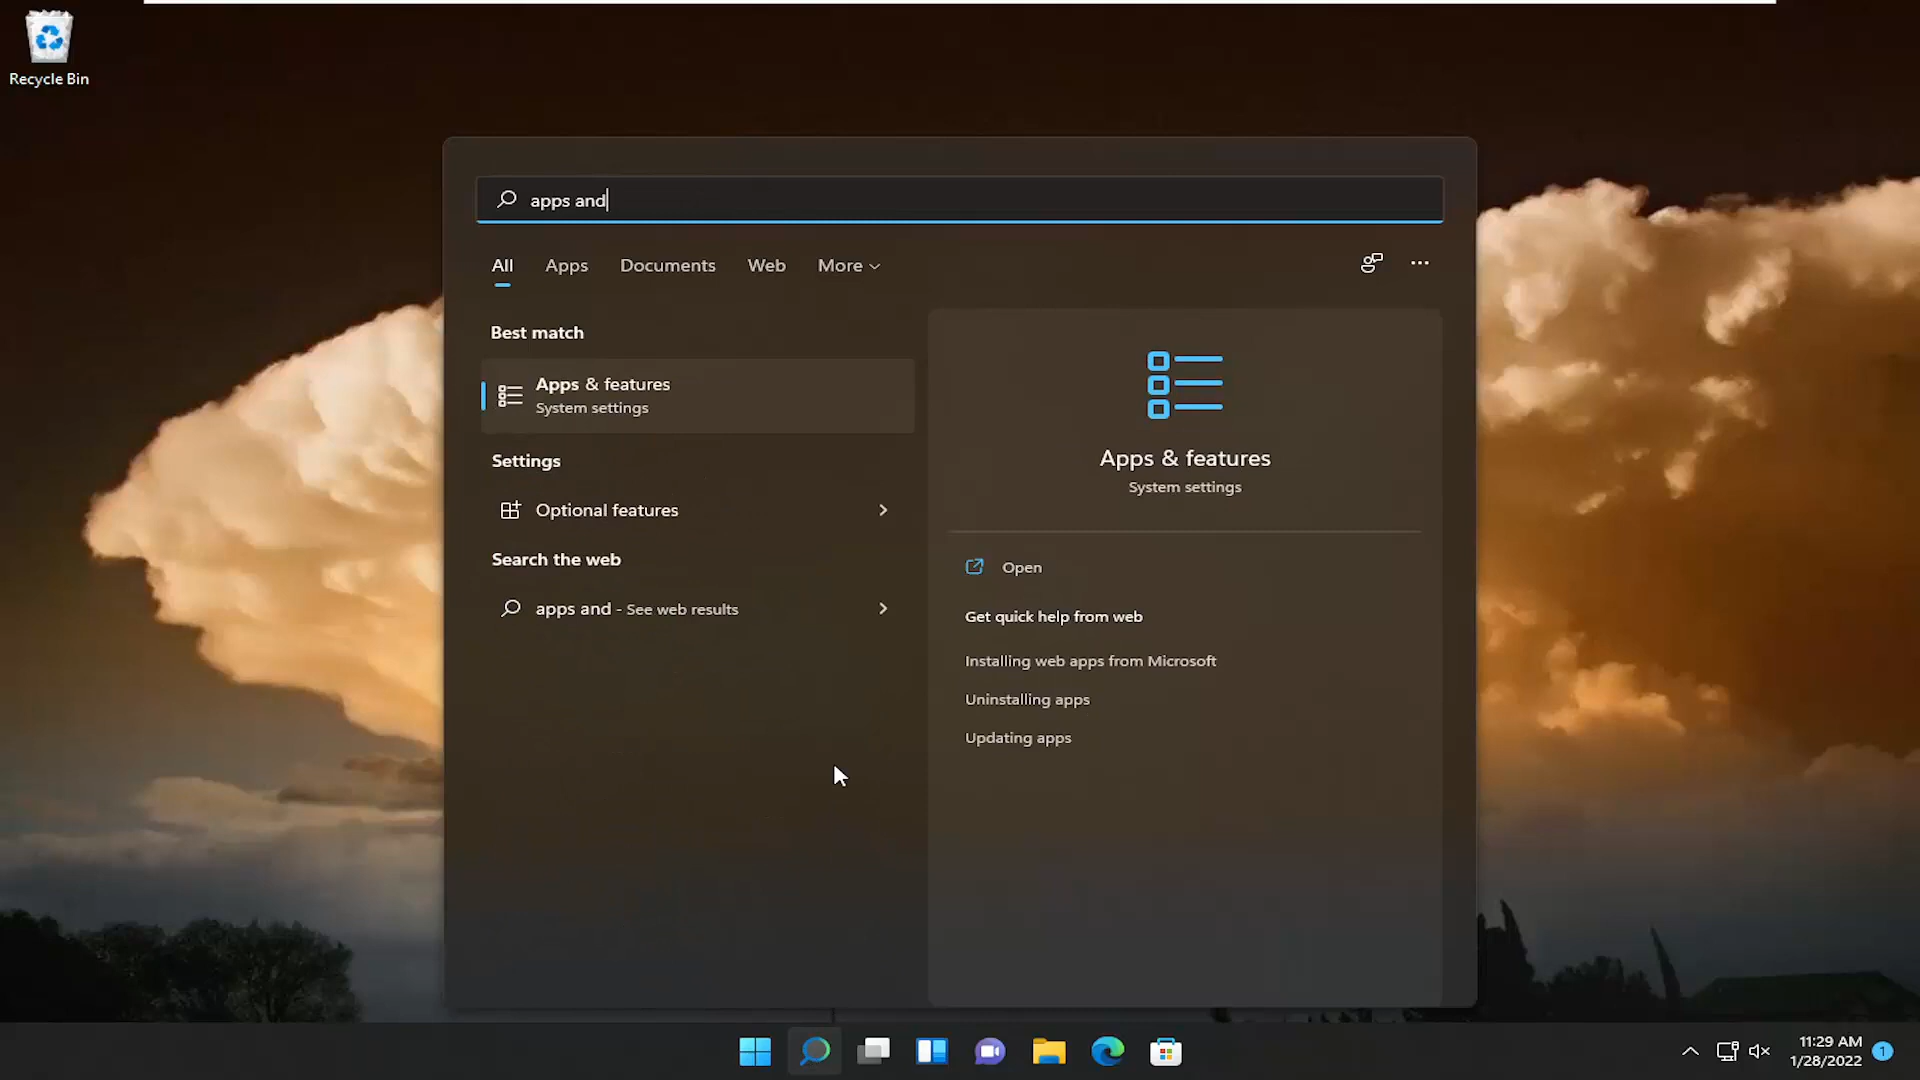 Recycle Bin
apps and
All Apps Documents Web More
Best match
Apps & features
System settings
Settings
Optional features
Search the web
apps and - See web results
Apps & features
System settings
Open
Get quick help from web
Installing web apps from Microsoft
Uninstalling apps
Updating apps
11:29 AM
1/28/2022
1